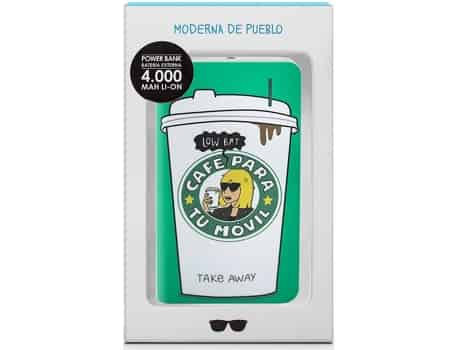 MODERNA DE PUEBLO
POWER BANK
BATERÍA EXTERNA
4.000
MAH LI-ON
LOW BAT
CAFÉ PARA
TU MÓVIL
TAKE AWAY